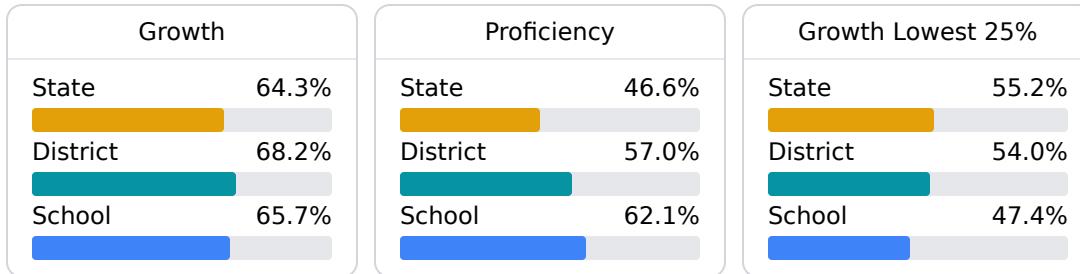 Growth
State 64.3%
District 68.2%
School 65.7%
Proficiency
State 46.6%
District 57.0%
School 62.1%
Growth Lowest 25%
State 55.2%
District 54.0%
School 47.4%